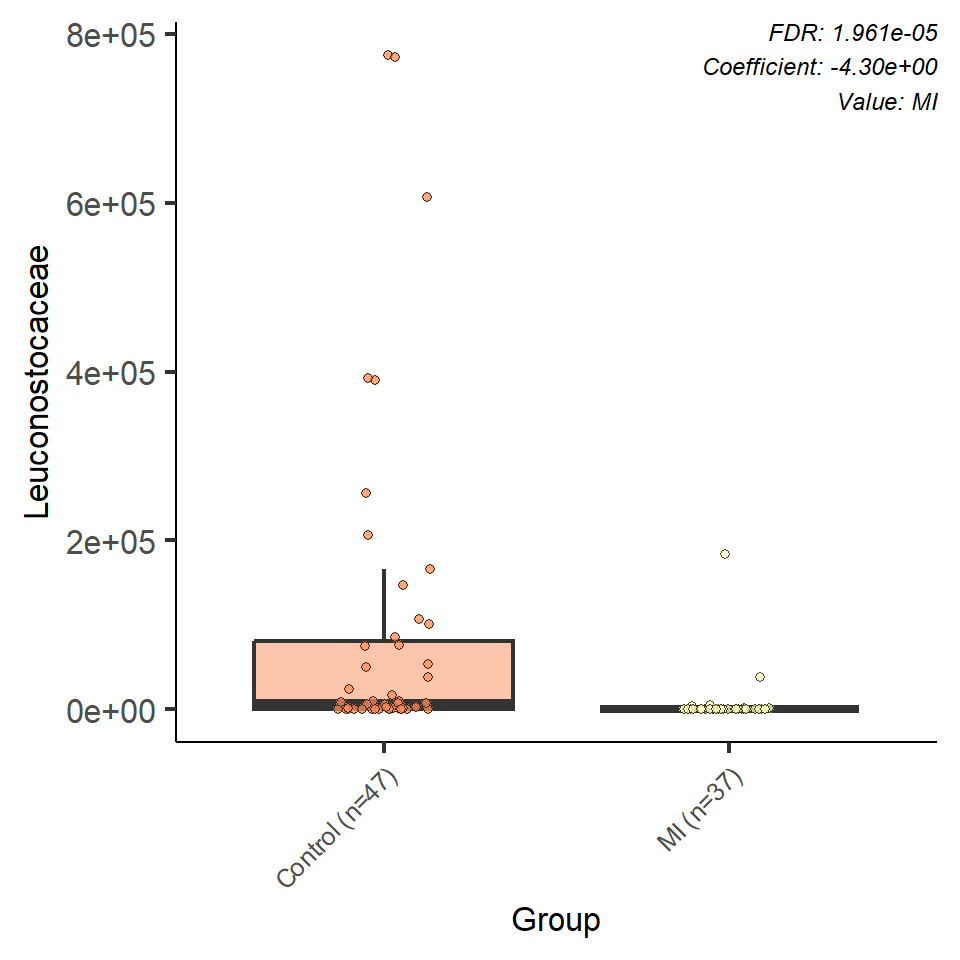 FDR: 1.961e-05
Coefficient: -4.30e+00
Value: MI
8e+05
6e+05
4e+05
2e+05
0e+00
Leuconostocaceae
Control (n=47)
MI (n=37)
Group